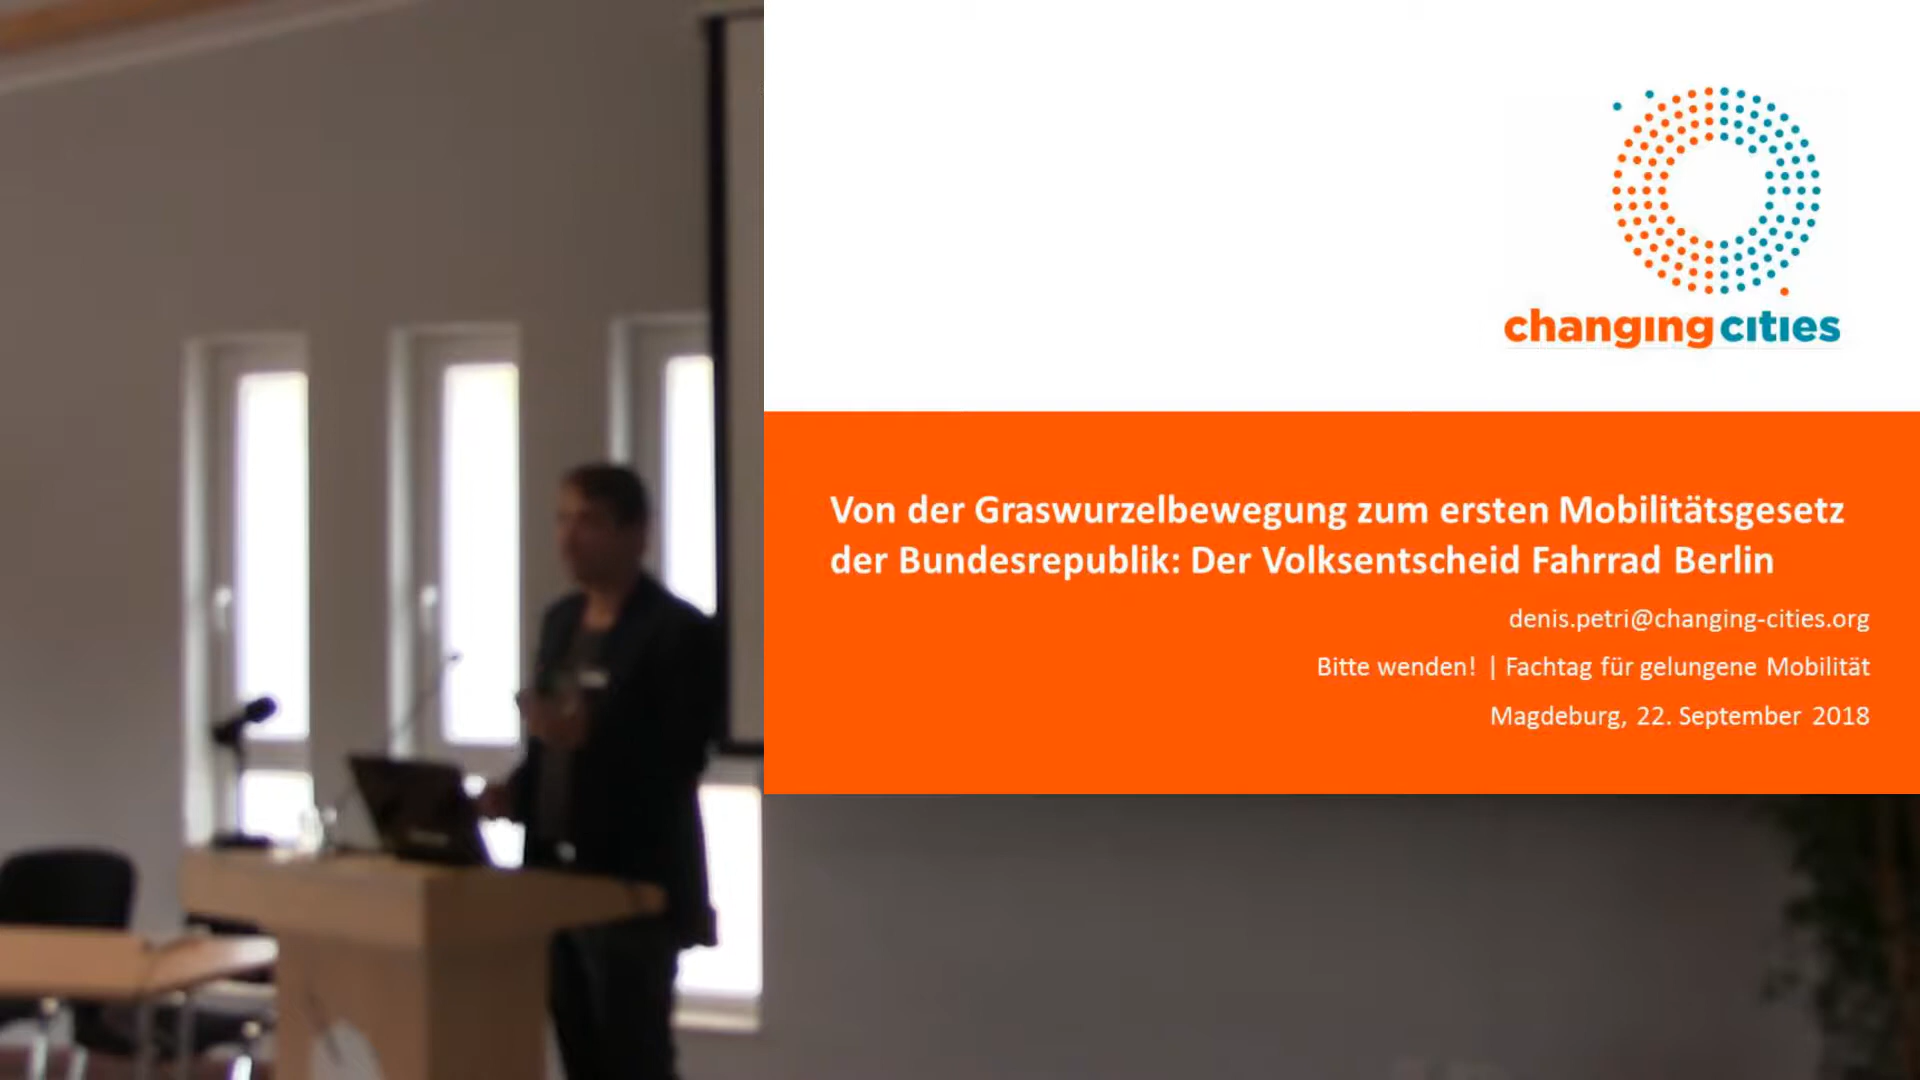 changing cities
Von der Graswurzelbewegung zum ersten Mobilitätsgesetz
der Bundesrepublik: Der Volksentscheid Fahrrad Berlin
denis.petri@changing-cities.org
Bitte wenden! | Fachtag für gelungene Mobilität
Magdeburg, 22. September 2018